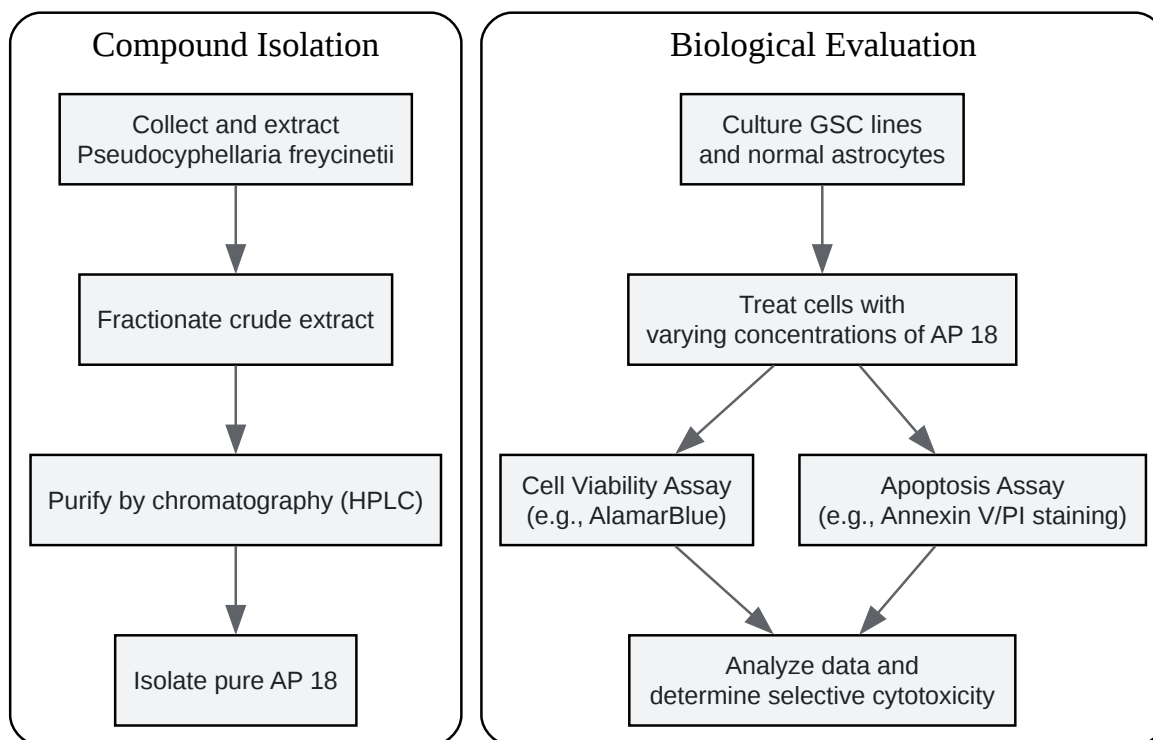 Compound Isolation
Collect and extract
Pseudocyphellaria freycinetii
Fractionate crude extract
Purify by chromatography (HPLC)
Isolate pure AP 18
Biological Evaluation
Culture GSC lines
and normal astrocytes
Treat cells with
varying concentrations of AP 18
Cell Viability Assay
(e.g., AlamarBlue)
Apoptosis Assay
(e.g., Annexin V/PI staining)
Analyze data and
determine selective cytotoxicity